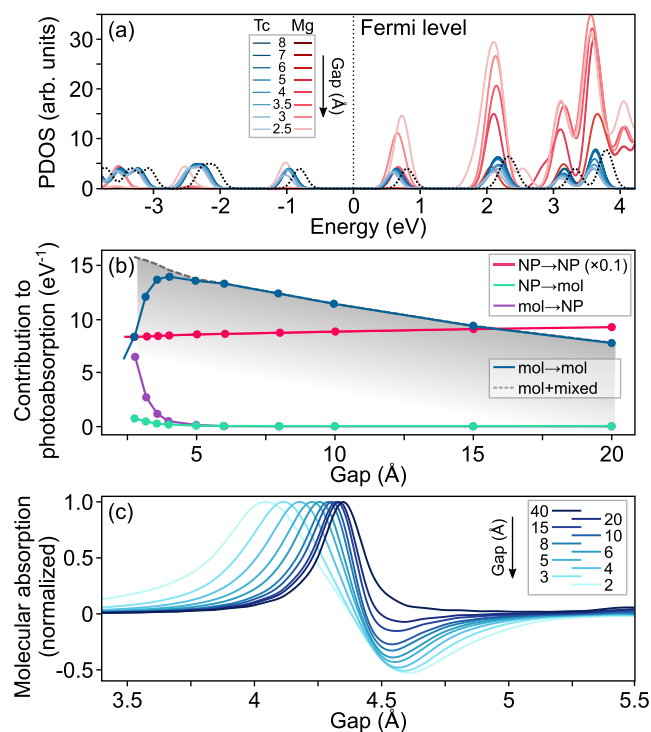 (a)
PDOS (arb. units)
35
30
25
20
15
10
5
0
Tc Mg
8
7
6
5
4
3.5
3
2.5
Gap (Å)
Fermi level
-3 -2 -1 0 1 2 3 4
Energy (eV)
(b)
Contribution to
photoabsorption (eV⁻¹)
15
10
5
0
NP→NP (×0.1)
NP→mol
mol→NP
mol→mol
mol+mixed
5 10 15 20
Gap (Å)
(c)
Molecular absorption
(normalized)
1.0
0.5
0
-0.5
Gap (Å)
40 20
15 10
8 6
5 4
3 2
3.5 4 4.5 5 5.5
Gap (Å)